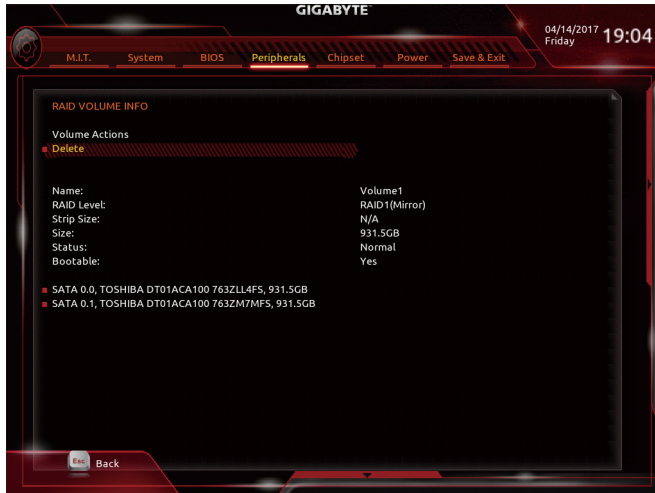 GIGABYTE™
04/14/2017
Friday
19:04
M.I.T. System BIOS Peripherals Chipset Power Save & Exit
RAID VOLUME INFO
Volume Actions
Delete
Name: Volume1
RAID Level: RAID1(Mirror)
Strip Size: N/A
Size: 931.5GB
Status: Normal
Bootable: Yes
SATA 0.0, TOSHIBA DT01ACA100 763ZLL4FS, 931.5GB
SATA 0.1, TOSHIBA DT01ACA100 763ZM7MFS, 931.5GB
Esc Back